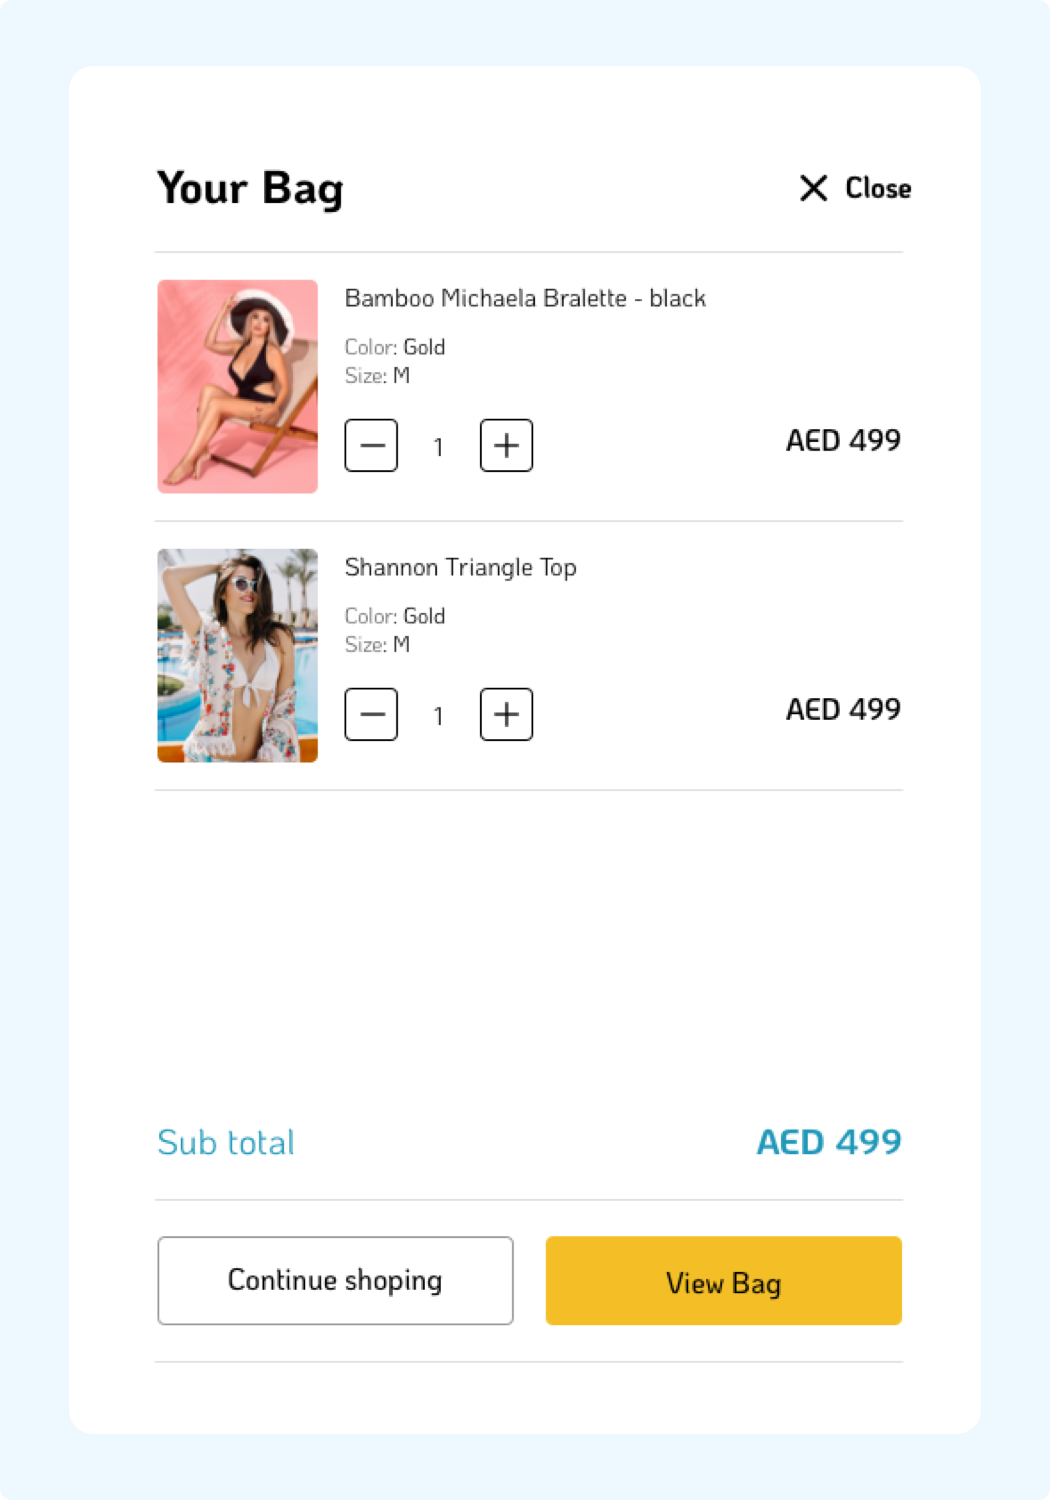 Your Bag
Close
Bamboo Michaela Bralette - black
Color: Gold
Size: M
1
AED 499
Shannon Triangle Top
Color: Gold
Size: M
1
AED 499
Sub total
AED 499
Continue shoping
View Bag